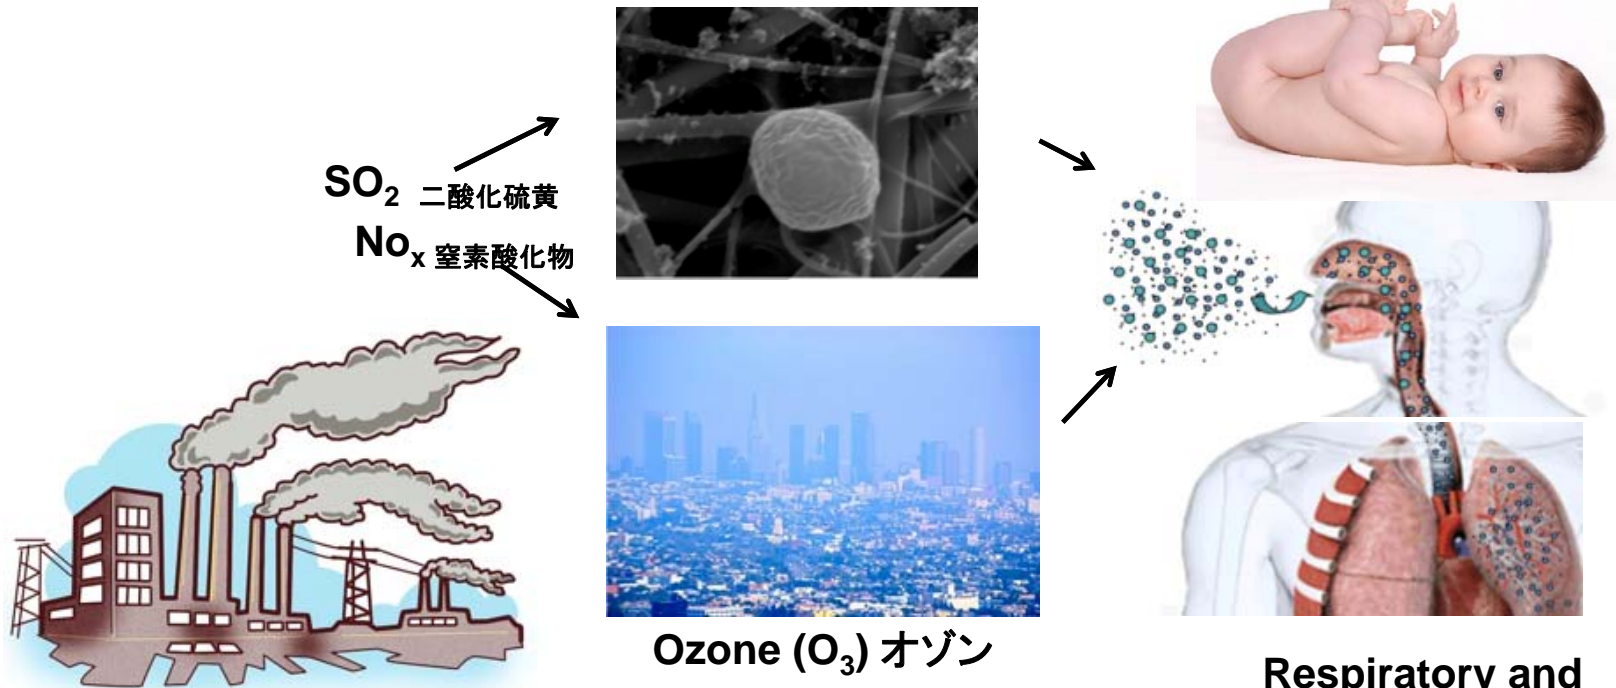 SO₂ 二酸化硫黄
Noₓ 窒素酸化物
Ozone (O₃) オゾン
Respiratory and